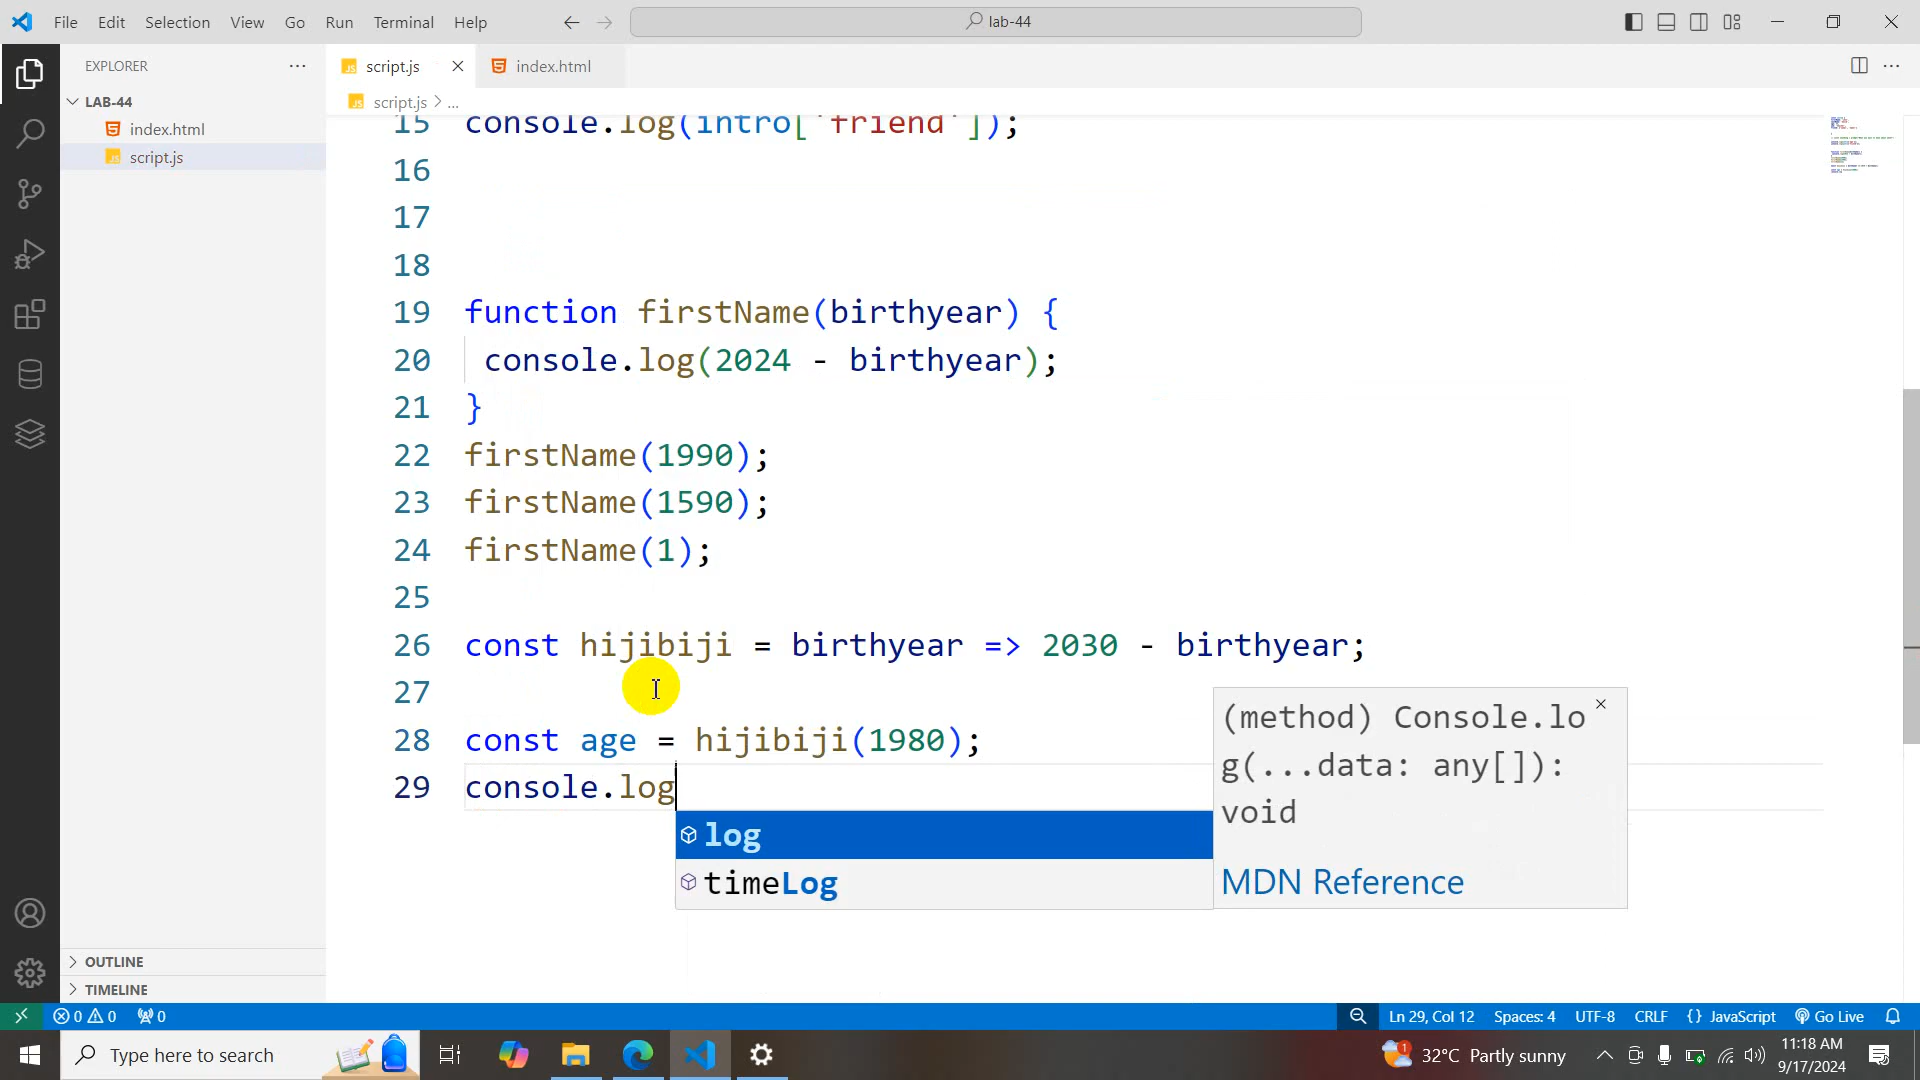 File Edit Selection View Go Run Terminal Help
lab-44
EXPLORER
script.js
index.html
LAB-44
script.js > ...
index.html
script.js
15 console.log(intro['friend']);
16
17
18
19 function firstName(birthyear) {
20 console.log(2024 - birthyear);
21 }
22 firstName(1990);
23 firstName(1590);
24 firstName(1);
25
26 const hijibiji = birthyear => 2030 - birthyear;
27
28 const age = hijibiji(1980);
29 console.log
log
timeLog
(method) Console.lo
g(...data: any[]):
void
MDN Reference
OUTLINE
TIMELINE
0 0 0
Ln 29, Col 12 Spaces: 4 UTF-8 CRLF {} JavaScript Go Live
Type here to search
1 32°C Partly sunny
11:18 AM
9/17/2024